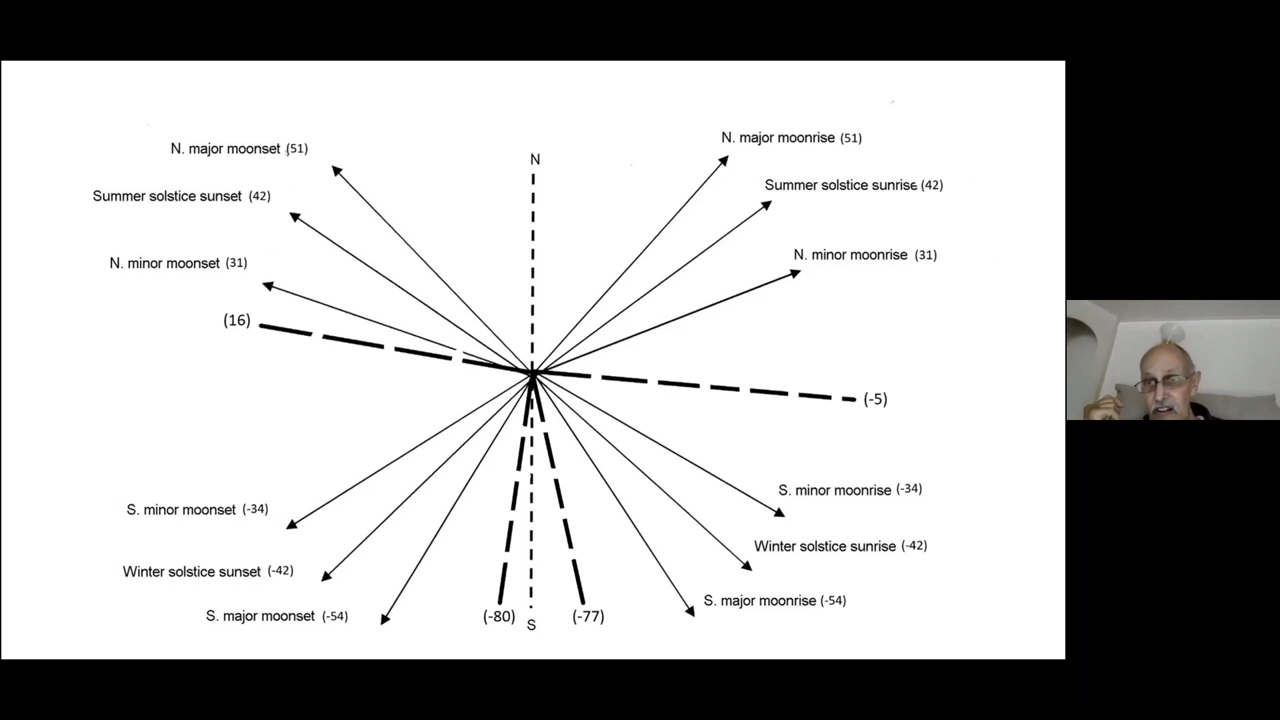 N. major moonrise (51)
N. major moonset (51)
N
Summer solstice sunrise (42)
Summer solstice sunset (42)
N. minor moonrise (31)
N. minor moonset (31)
(16)
(-5)
S. minor moonrise (-34)
S. minor moonset (-34)
Winter solstice sunrise (-42)
Winter solstice sunset (-42)
S. major moonrise (-54)
S. major moonset (-54)
(-80)
S
(-77)